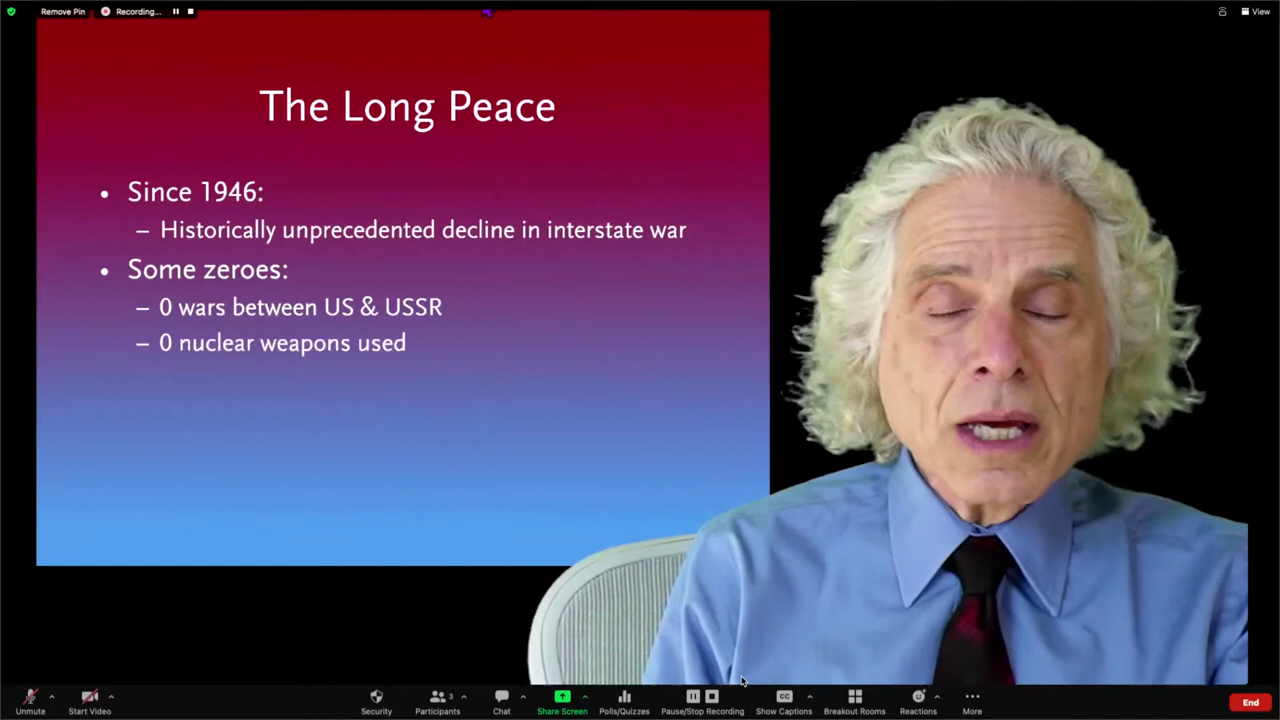 Remove Pin
Recording...
View
The Long Peace
• Since 1946:
– Historically unprecedented decline in interstate war
• Some zeroes:
– 0 wars between US & USSR
– 0 nuclear weapons used
3
CC
Unmute
Start Video
Security
Participants
Chat
Share Screen
Polls/Quizzes
Pause/Stop Recording
Show Captions
Breakout Rooms
Reactions
More
End